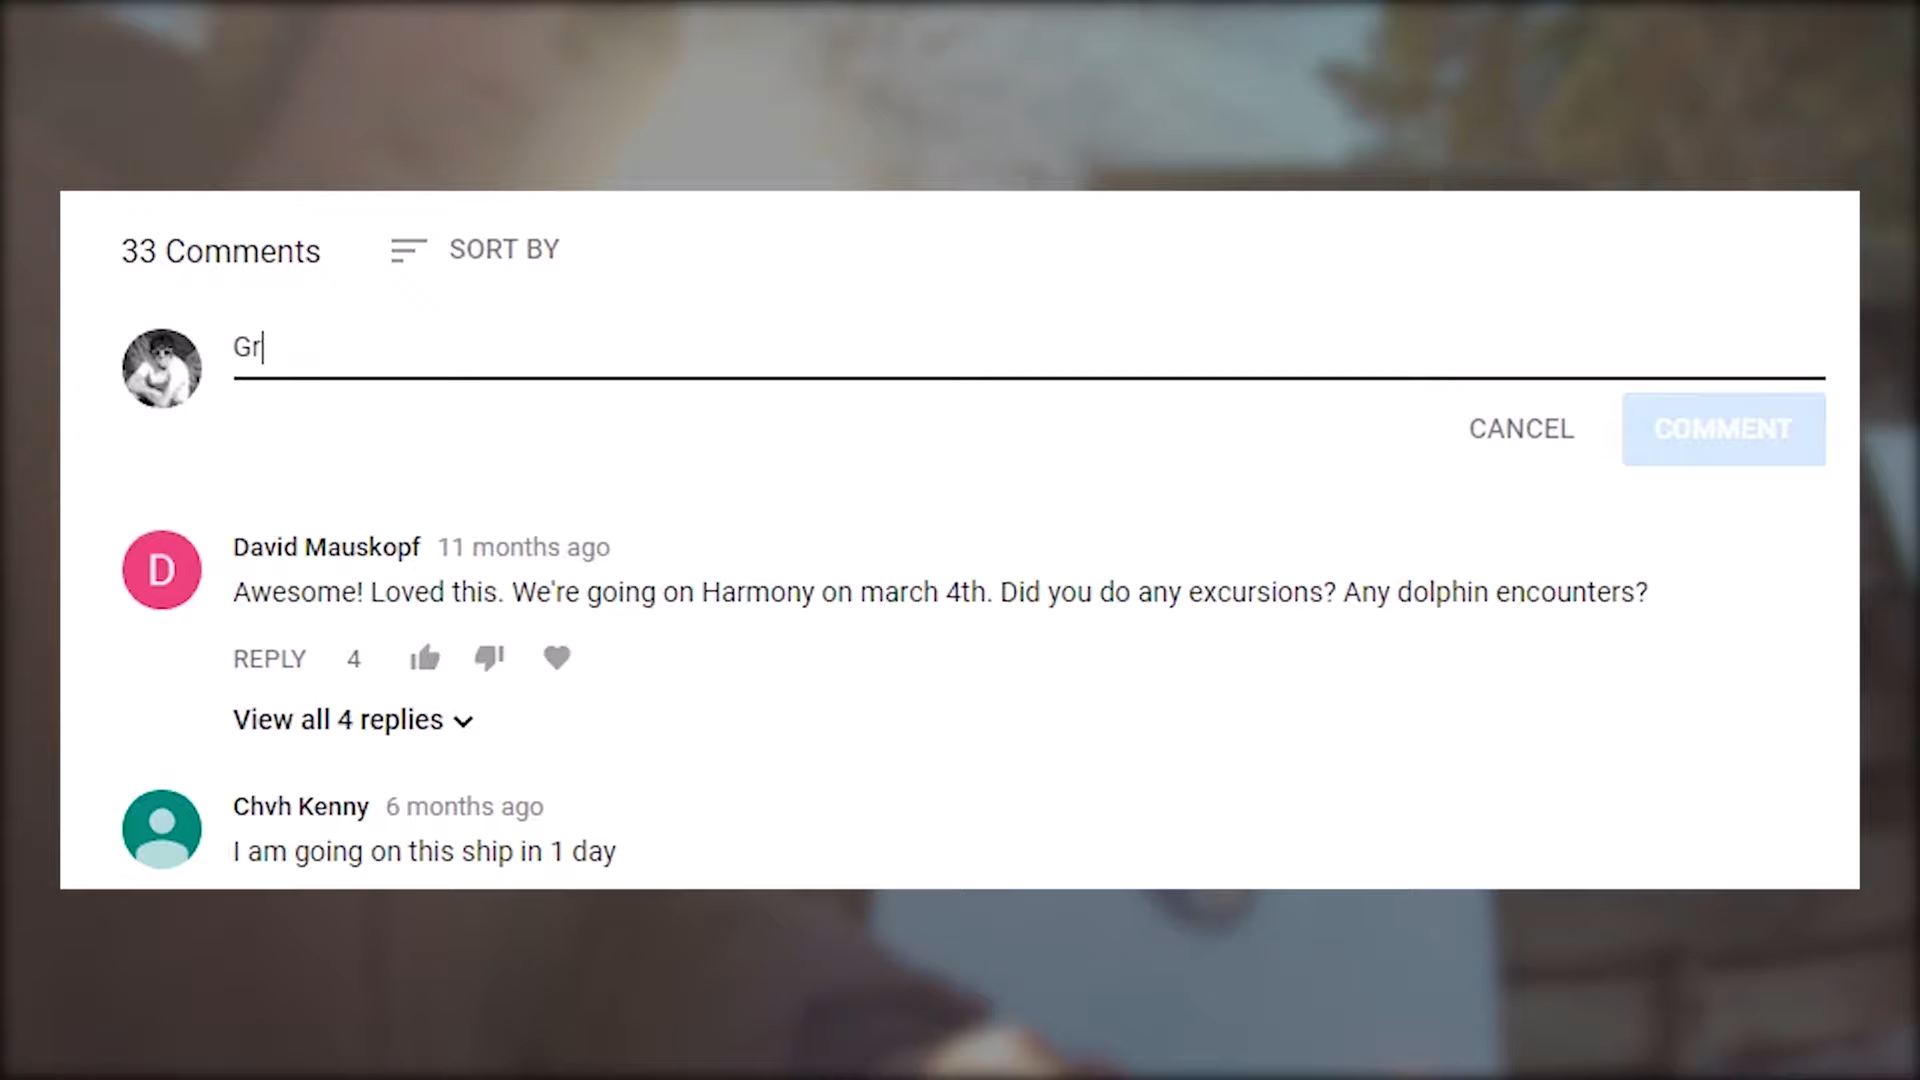 33 Comments SORT BY
Gr
CANCEL COMMENT
D
David Mauskopf 11 months ago
Awesome! Loved this. We're going on Harmony on march 4th. Did you do any excursions? Any dolphin encounters?
REPLY 4
View all 4 replies
Chvh Kenny 6 months ago
I am going on this ship in 1 day